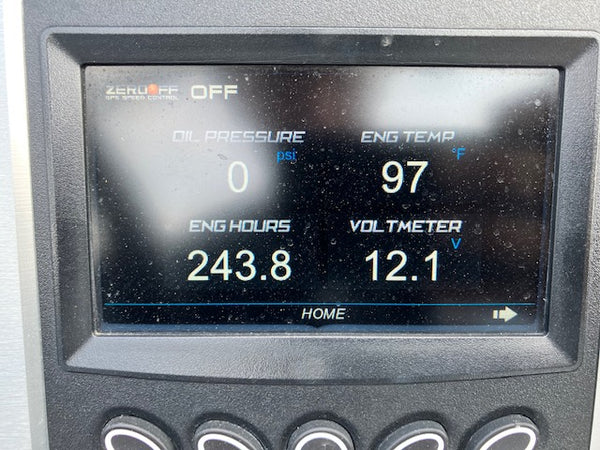 ZEROFF OFF
GPS SPEED CONTROL
OIL PRESSURE ENG TEMP
psi °F
0 97
ENG HOURS VOLTMETER
V
243.8 12.1
HOME